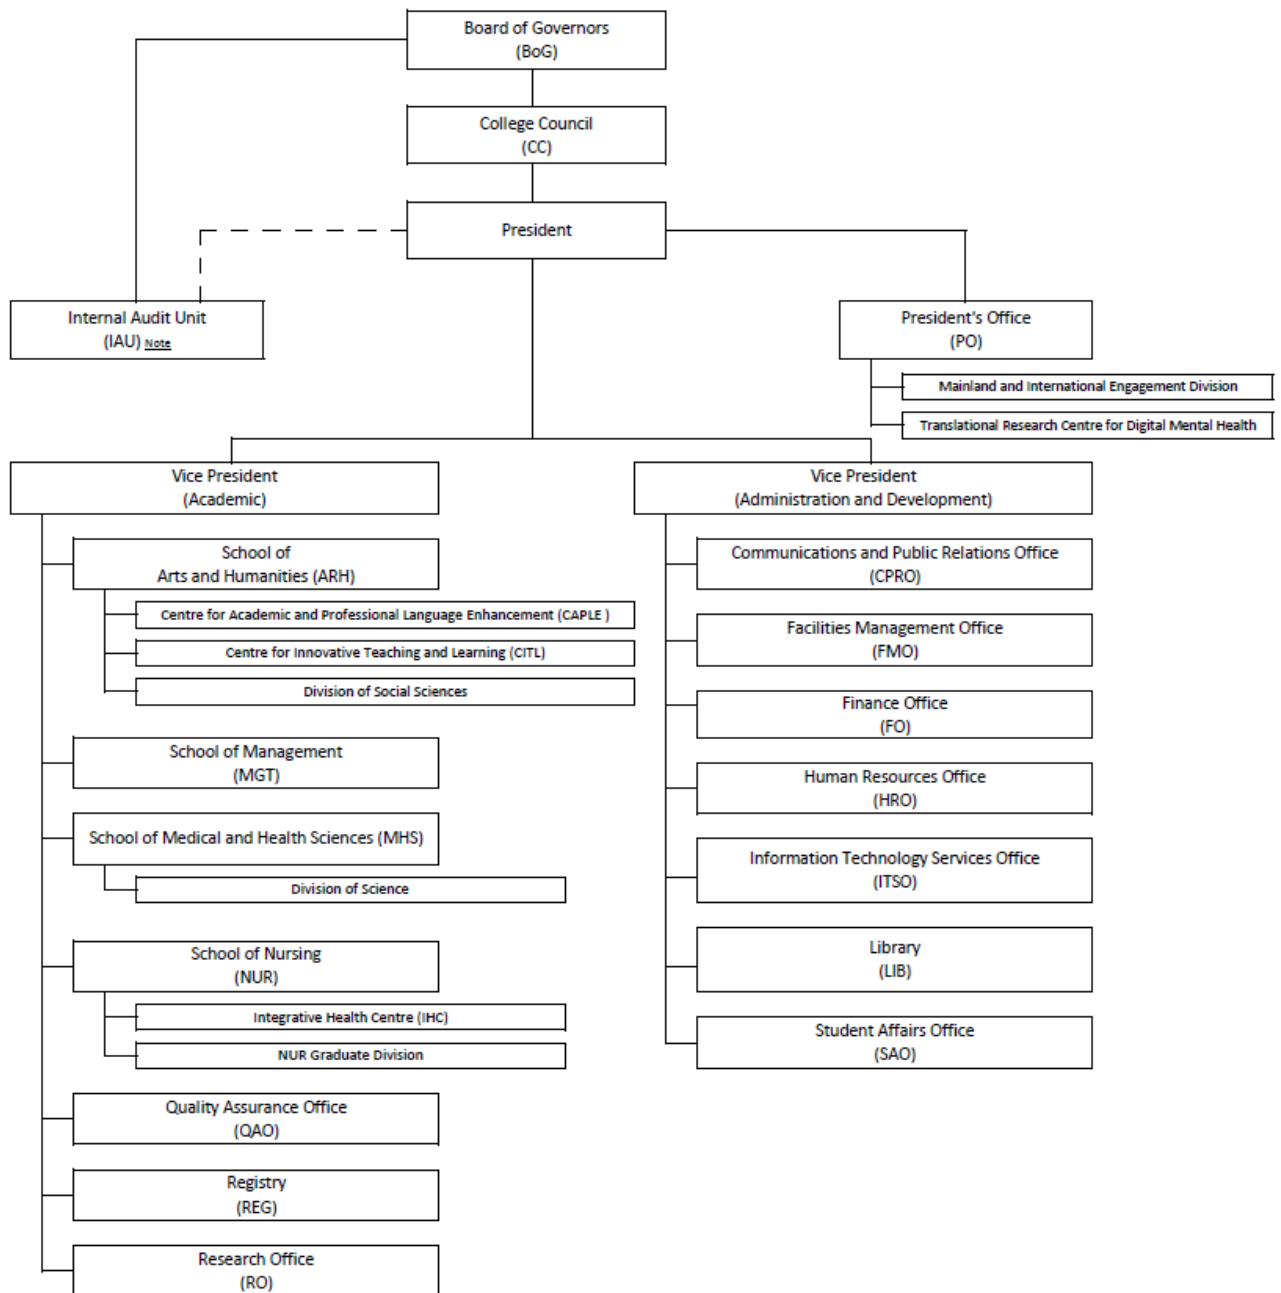 Board of Governors
(BoG)
College Council
(CC)
President
Internal Audit Unit
(IAU) Note
President's Office
(PO)
Mainland and International Engagement Division
Translational Research Centre for Digital Mental Health
Vice President
(Academic)
School of
Arts and Humanities (ARH)
Centre for Academic and Professional Language Enhancement (CAPLE )
Centre for Innovative Teaching and Learning (CITL)
Division of Social Sciences
School of Management
(MGT)
School of Medical and Health Sciences (MHS)
Division of Science
School of Nursing
(NUR)
Integrative Health Centre (IHC)
NUR Graduate Division
Quality Assurance Office
(QAO)
Registry
(REG)
Research Office
(RO)
Vice President
(Administration and Development)
Communications and Public Relations Office
(CPRO)
Facilities Management Office
(FMO)
Finance Office
(FO)
Human Resources Office
(HRO)
Information Technology Services Office
(ITSO)
Library
(LIB)
Student Affairs Office
(SAO)